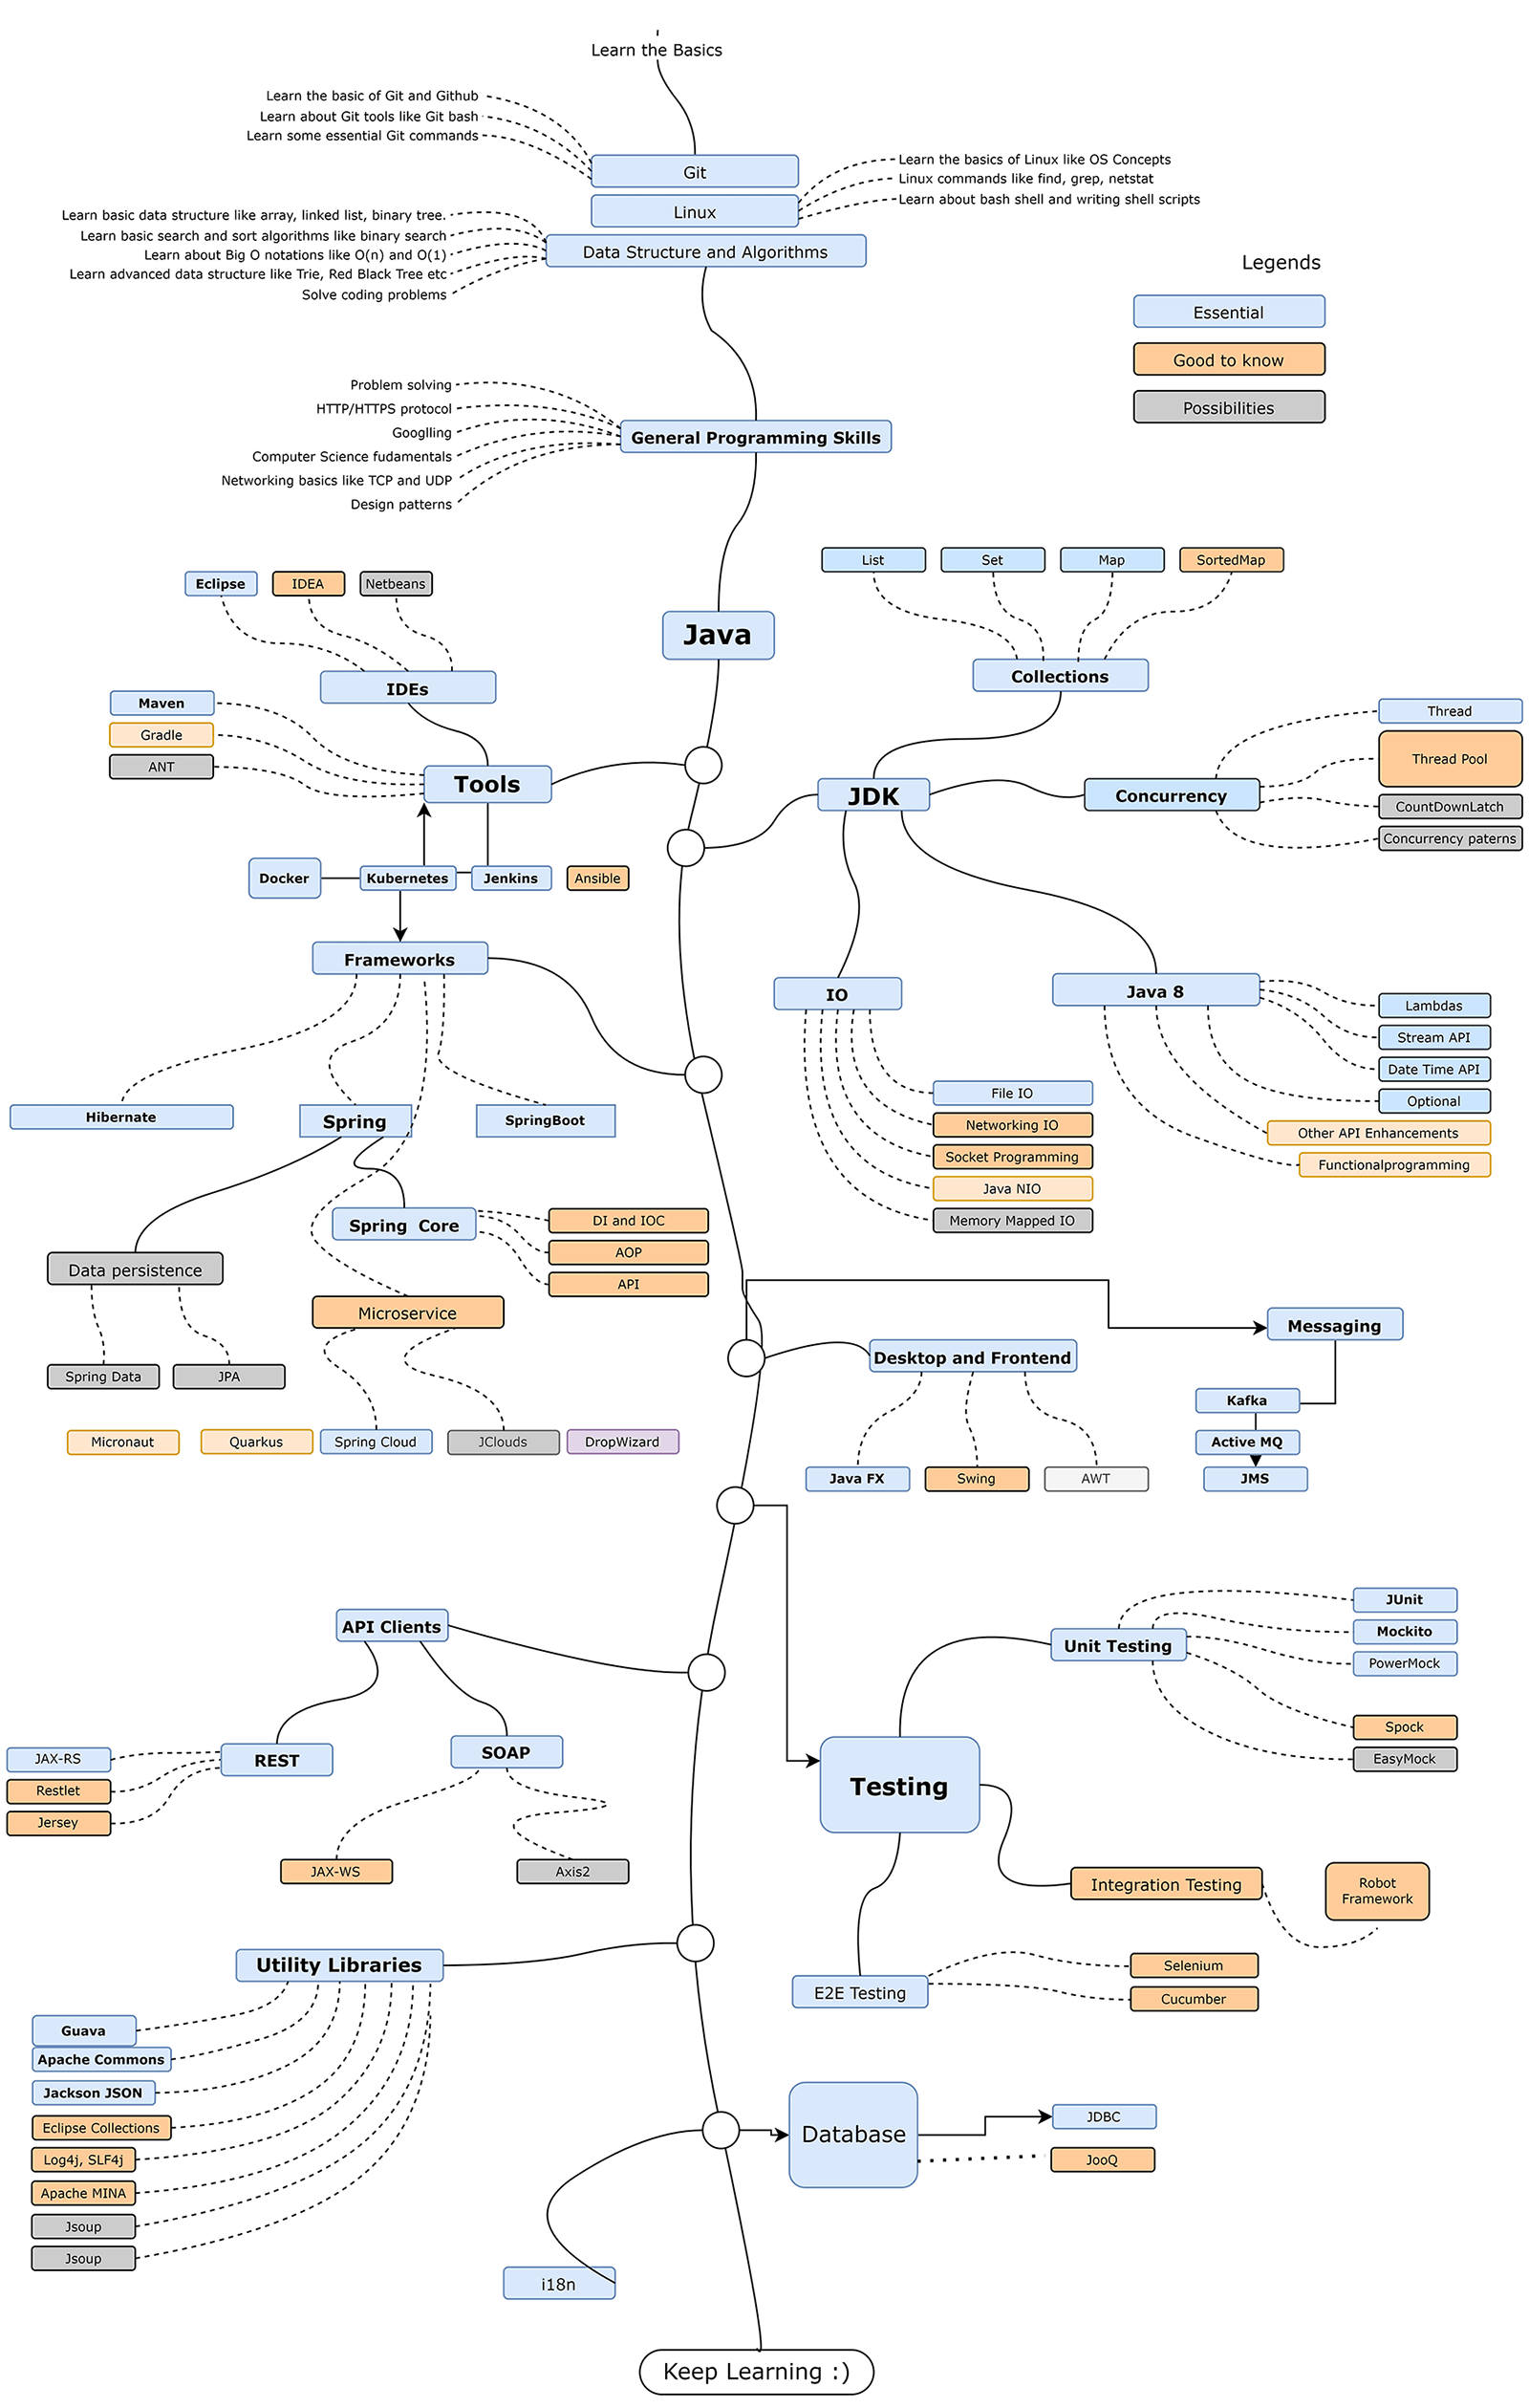 Learn the Basics
Learn the basic of Git and Github
Learn about Git tools like Git bash
Learn some essential Git commands
Git
Linux
Learn the basics of Linux like OS Concepts
Linux commands like find, grep, netstat
Learn about bash shell and writing shell scripts
Learn basic data structure like array, linked list, binary tree.
Learn basic search and sort algorithms like binary search
Learn about Big O notations like O(n) and O(1)
Learn advanced data structure like Trie, Red Black Tree etc
Solve coding problems
Data Structure and Algorithms
Legends
Essential
Good to know
Possibilities
Problem solving
HTTP/HTTPS protocol
Googlling
Computer Science fudamentals
Networking basics like TCP and UDP
Design patterns
General Programming Skills
Java
Eclipse
IDEA
Netbeans
IDEs
Maven
Gradle
ANT
Tools
Docker
Kubernetes
Jenkins
Ansible
List
Set
Map
SortedMap
Collections
JDK
Concurrency
Thread
Thread Pool
CountDownLatch
Concurrency paterns
IO
File IO
Networking IO
Socket Programming
Java NIO
Memory Mapped IO
Java 8
Lambdas
Stream API
Date Time API
Optional
Other API Enhancements
Functionalprogramming
Frameworks
Hibernate
Spring
SpringBoot
Spring Core
DI and IOC
AOP
API
Data persistence
Spring Data
JPA
Microservice
Micronaut
Quarkus
Spring Cloud
JClouds
DropWizard
Messaging
Kafka
Active MQ
JMS
Desktop and Frontend
Java FX
Swing
AWT
API Clients
REST
JAX-RS
Restlet
Jersey
SOAP
JAX-WS
Axis2
Unit Testing
JUnit
Mockito
PowerMock
Spock
EasyMock
Testing
Integration Testing
Robot
Framework
E2E Testing
Selenium
Cucumber
Utility Libraries
Guava
Apache Commons
Jackson JSON
Eclipse Collections
Log4j, SLF4j
Apache MINA
Jsoup
Jsoup
Database
JDBC
JooQ
i18n
Keep Learning :)